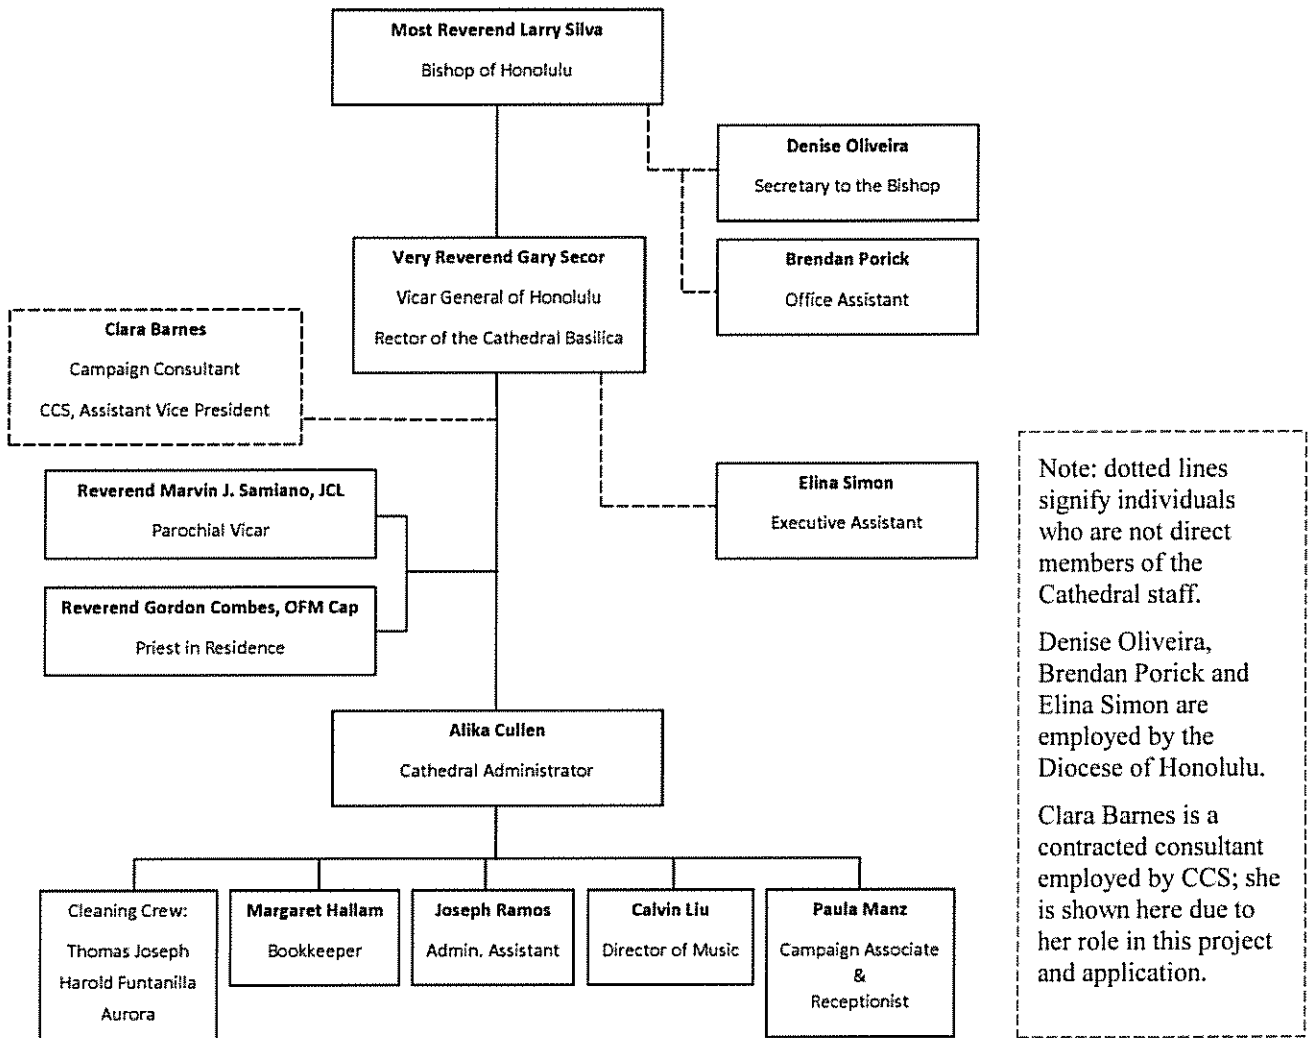 Most Reverend Larry Silva
Bishop of Honolulu
Denise Oliveira
Secretary to the Bishop
Brendan Porick
Office Assistant
Very Reverend Gary Secor
Vicar General of Honolulu
Rector of the Cathedral Basilica
Clara Barnes
Campaign Consultant
CCS, Assistant Vice President
Elina Simon
Executive Assistant
Reverend Marvin J. Samiano, JCL
Parochial Vicar
Reverend Gordon Combes, OFM Cap
Priest in Residence
Alika Cullen
Cathedral Administrator
Cleaning Crew:
Thomas Joseph
Harold Funtanilla
Aurora
Margaret Hallam
Bookkeeper
Joseph Ramos
Admin. Assistant
Calvin Liu
Director of Music
Paula Manz
Campaign Associate
&
Receptionist
Note: dotted lines
signify individuals
who are not direct
members of the
Cathedral staff.
Denise Oliveira,
Brendan Porick and
Elina Simon are
employed by the
Diocese of Honolulu.
Clara Barnes is a
contracted consultant
employed by CCS; she
is shown here due to
her role in this project
and application.